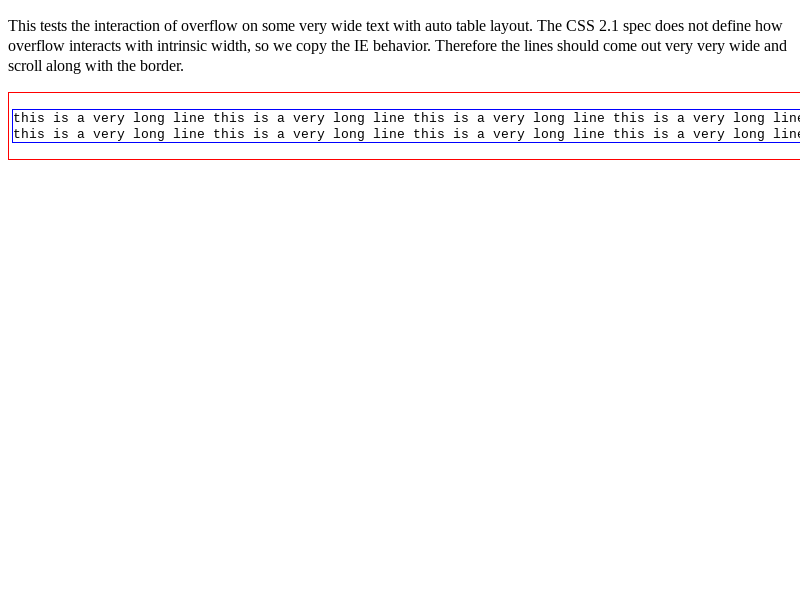 This tests the interaction of overflow on some very wide text with auto table layout. The CSS 2.1 spec does not define how
overflow interacts with intrinsic width, so we copy the IE behavior. Therefore the lines should come out very very wide and
scroll along with the border.
this is a very long line this is a very long line this is a very long line this is a very long line
this is a very long line this is a very long line this is a very long line this is a very long line